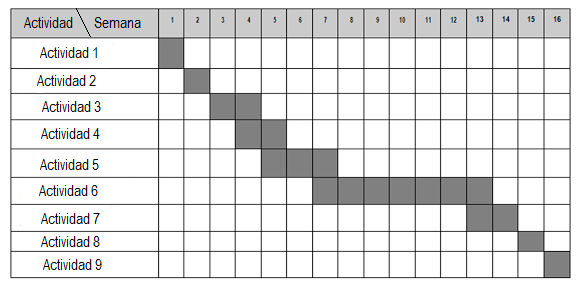 Actividad Semana 1 2 3 4 5 6 7 8 9 10 11 12 13 14 15 16
Actividad 1
Actividad 2
Actividad 3
Actividad 4
Actividad 5
Actividad 6
Actividad 7
Actividad 8
Actividad 9